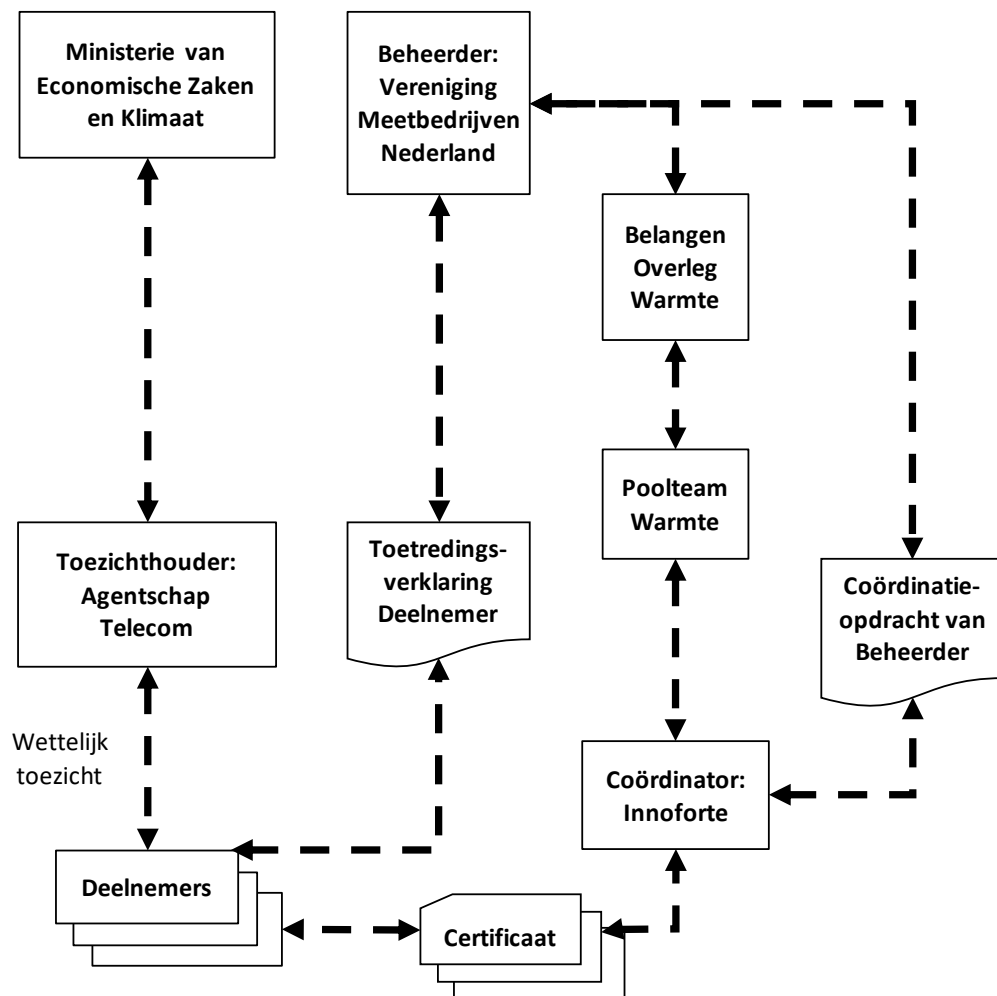 Ministerie van
Economische Zaken
en Klimaat
Beheerder:
Vereniging
Meetbedrijven
Nederland
Belangen
Overleg
Warmte
Poolteam
Warmte
Toezichthouder:
Agentschap
Telecom
Toetredings-
verklaring
Deelnemer
Coördinatie-
opdracht van
Beheerder
Wettelijk
toezicht
Coördinator:
Innoforte
Deelnemers
Certificaat